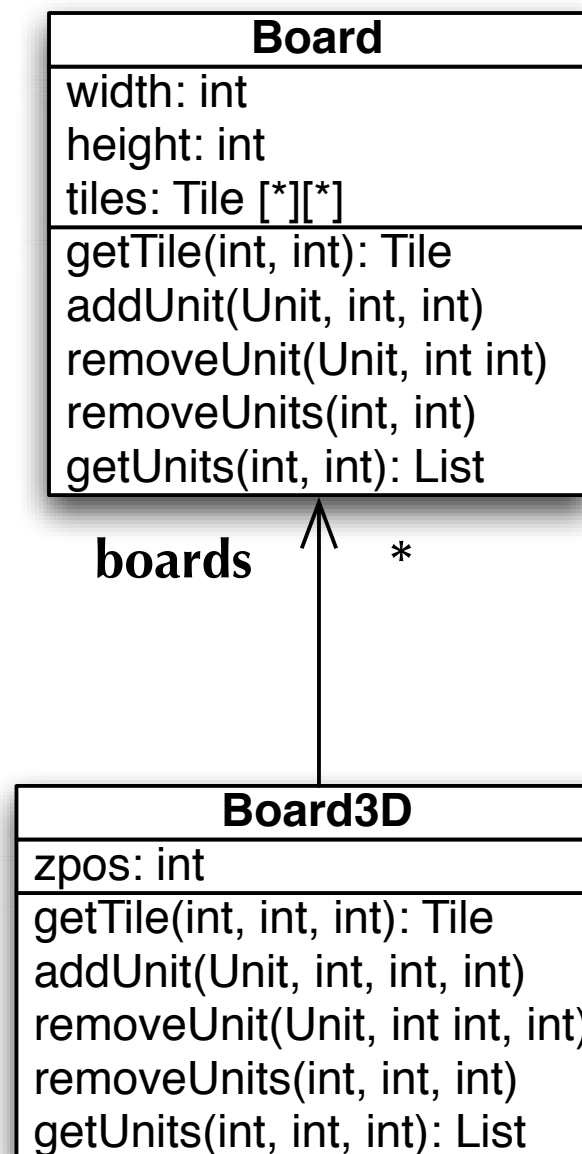 Board
width: int
height: int
tiles: Tile [*][*]
getTile(int, int): Tile
addUnit(Unit, int, int)
removeUnit(Unit, int int)
removeUnits(int, int)
getUnits(int, int): List
boards *
Board3D
zpos: int
getTile(int, int, int): Tile
addUnit(Unit, int, int, int)
removeUnit(Unit, int int, int)
removeUnits(int, int, int)
getUnits(int, int, int): List